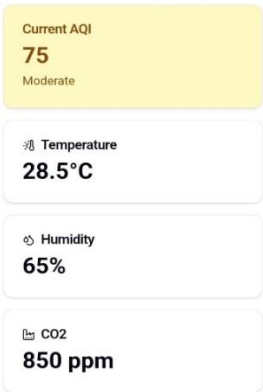 Current AQI
75
Moderate
Temperature
28.5°C
Humidity
65%
CO2
850 ppm